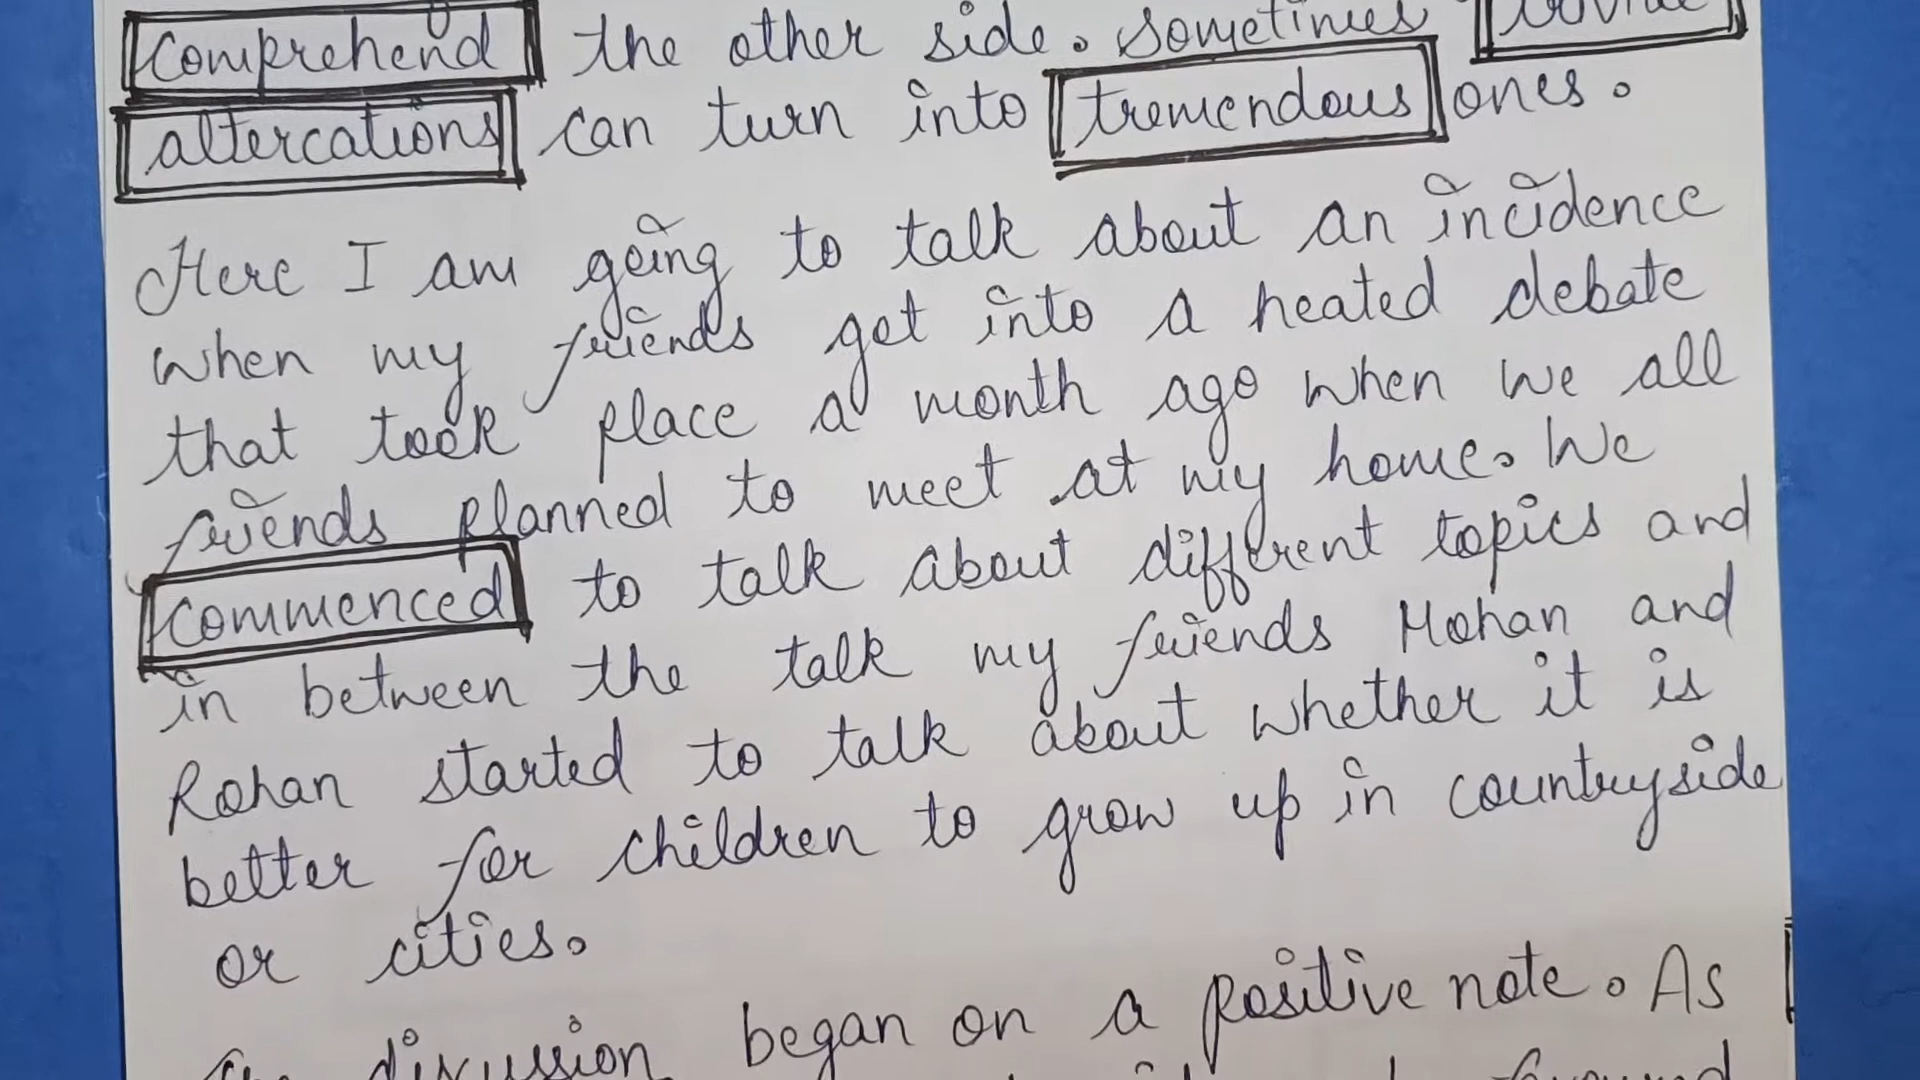 comprehend the other side. sometimes trivial
altercations can turn into tremendous ones.
Here I am going to talk about an incidence
when my friends get into a heated debate
that took place a month ago when we all
friends planned to meet at my home. We
commenced to talk about different topics and
in between the talk my friends Mohan and
Rohan started to talk about whether it is
better for children to grow up in countryside
or cities.
the discussion began on a positive note. As